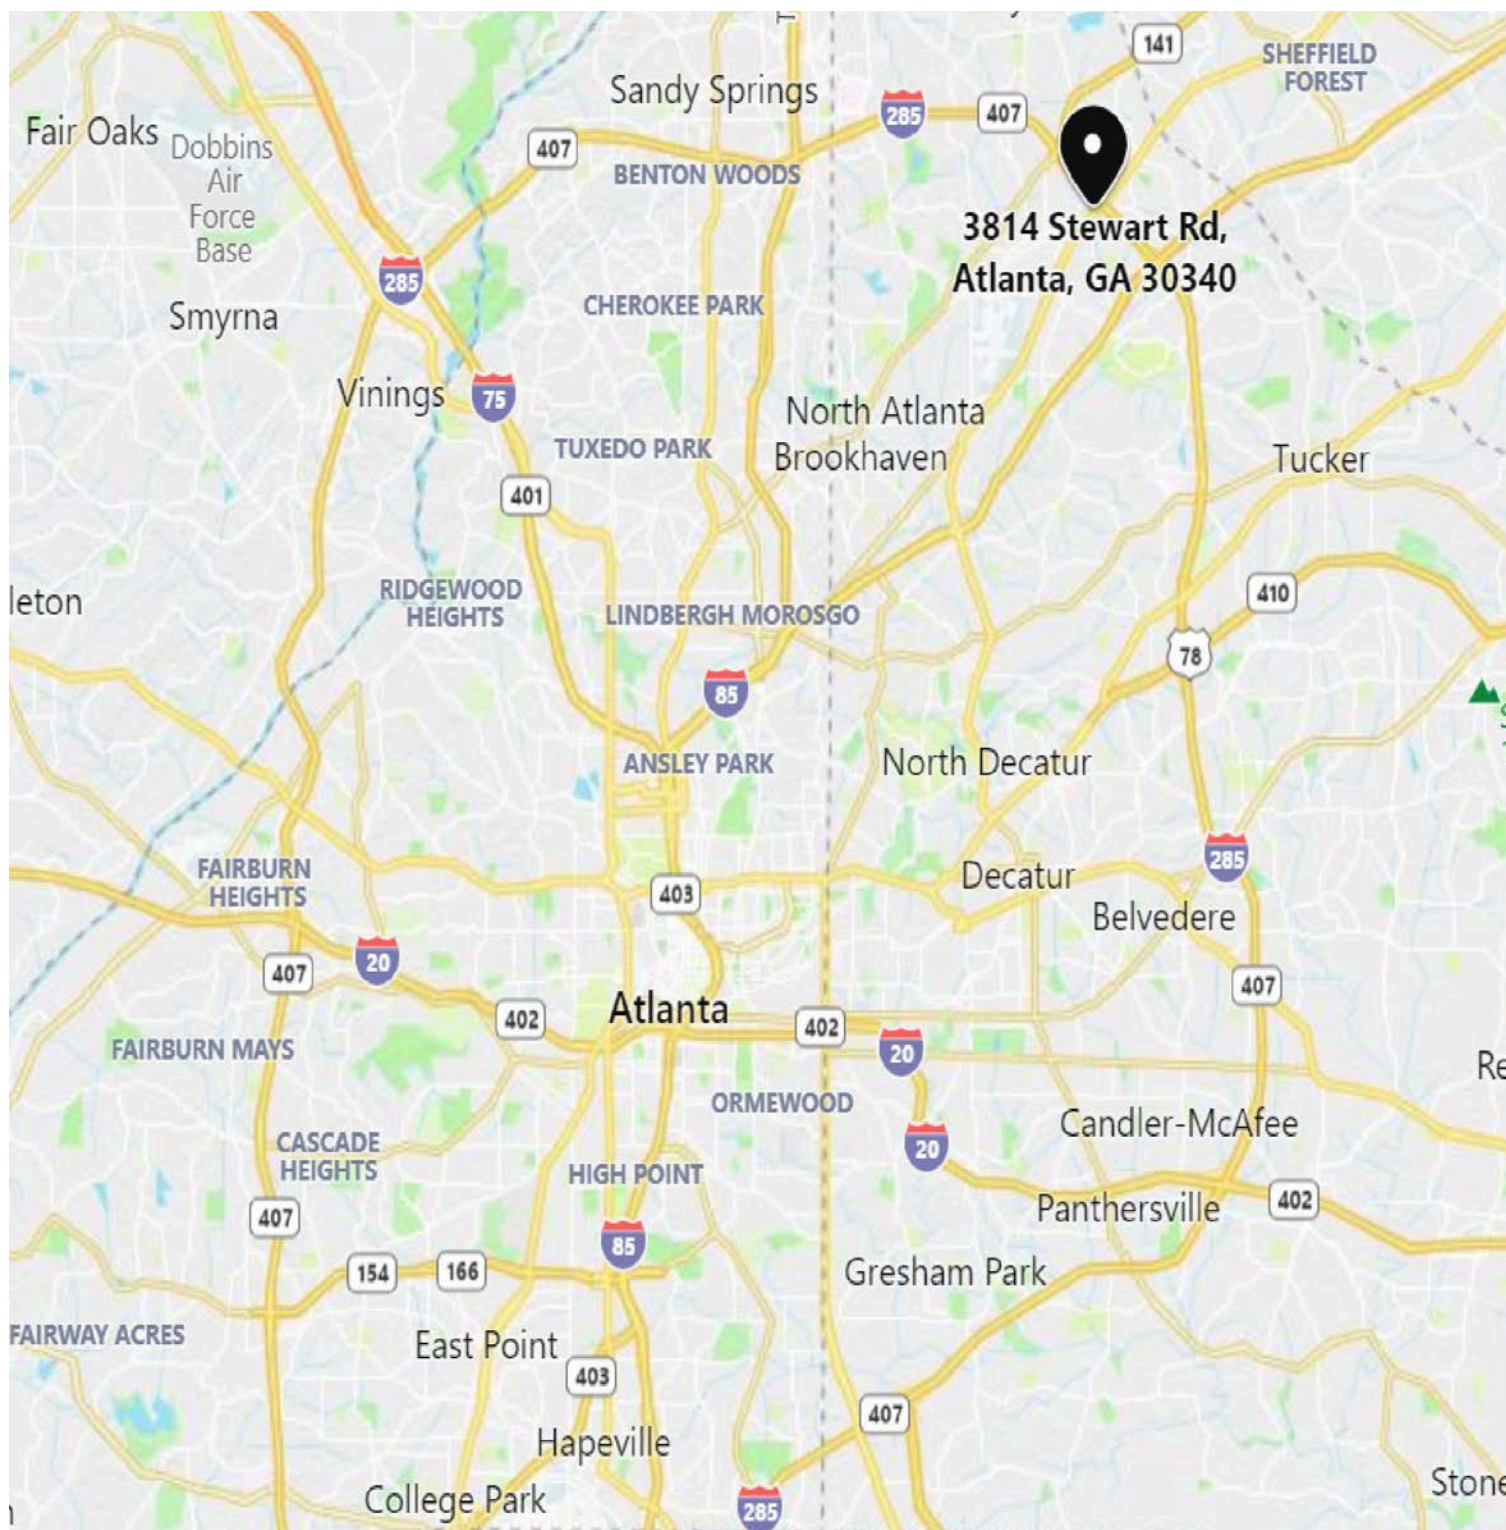 141
SHEFFIELD
FOREST
Sandy Springs
285
407
Fair Oaks
Dobbins
Air
Force
Base
407
BENTON WOODS
3814 Stewart Rd,
Atlanta, GA 30340
285
Smyrna
CHEROKEE PARK
Vinings
75
North Atlanta
TUXEDO PARK
Brookhaven
Tucker
401
leton
RIDGEWOOD
HEIGHTS
LINDBERGH MOROSGO
410
78
85
ANSLEY PARK
North Decatur
FAIRBURN
HEIGHTS
403
Decatur
285
Belvedere
407
20
407
402
Atlanta
402
20
FAIRBURN MAYS
Re
ORMEWOOD
Candler-McAfee
CASCADE
HEIGHTS
20
HIGH POINT
407
Panthersville
402
85
154
166
Gresham Park
FAIRWAY ACRES
East Point
403
407
Hapeville
College Park
285
Stone